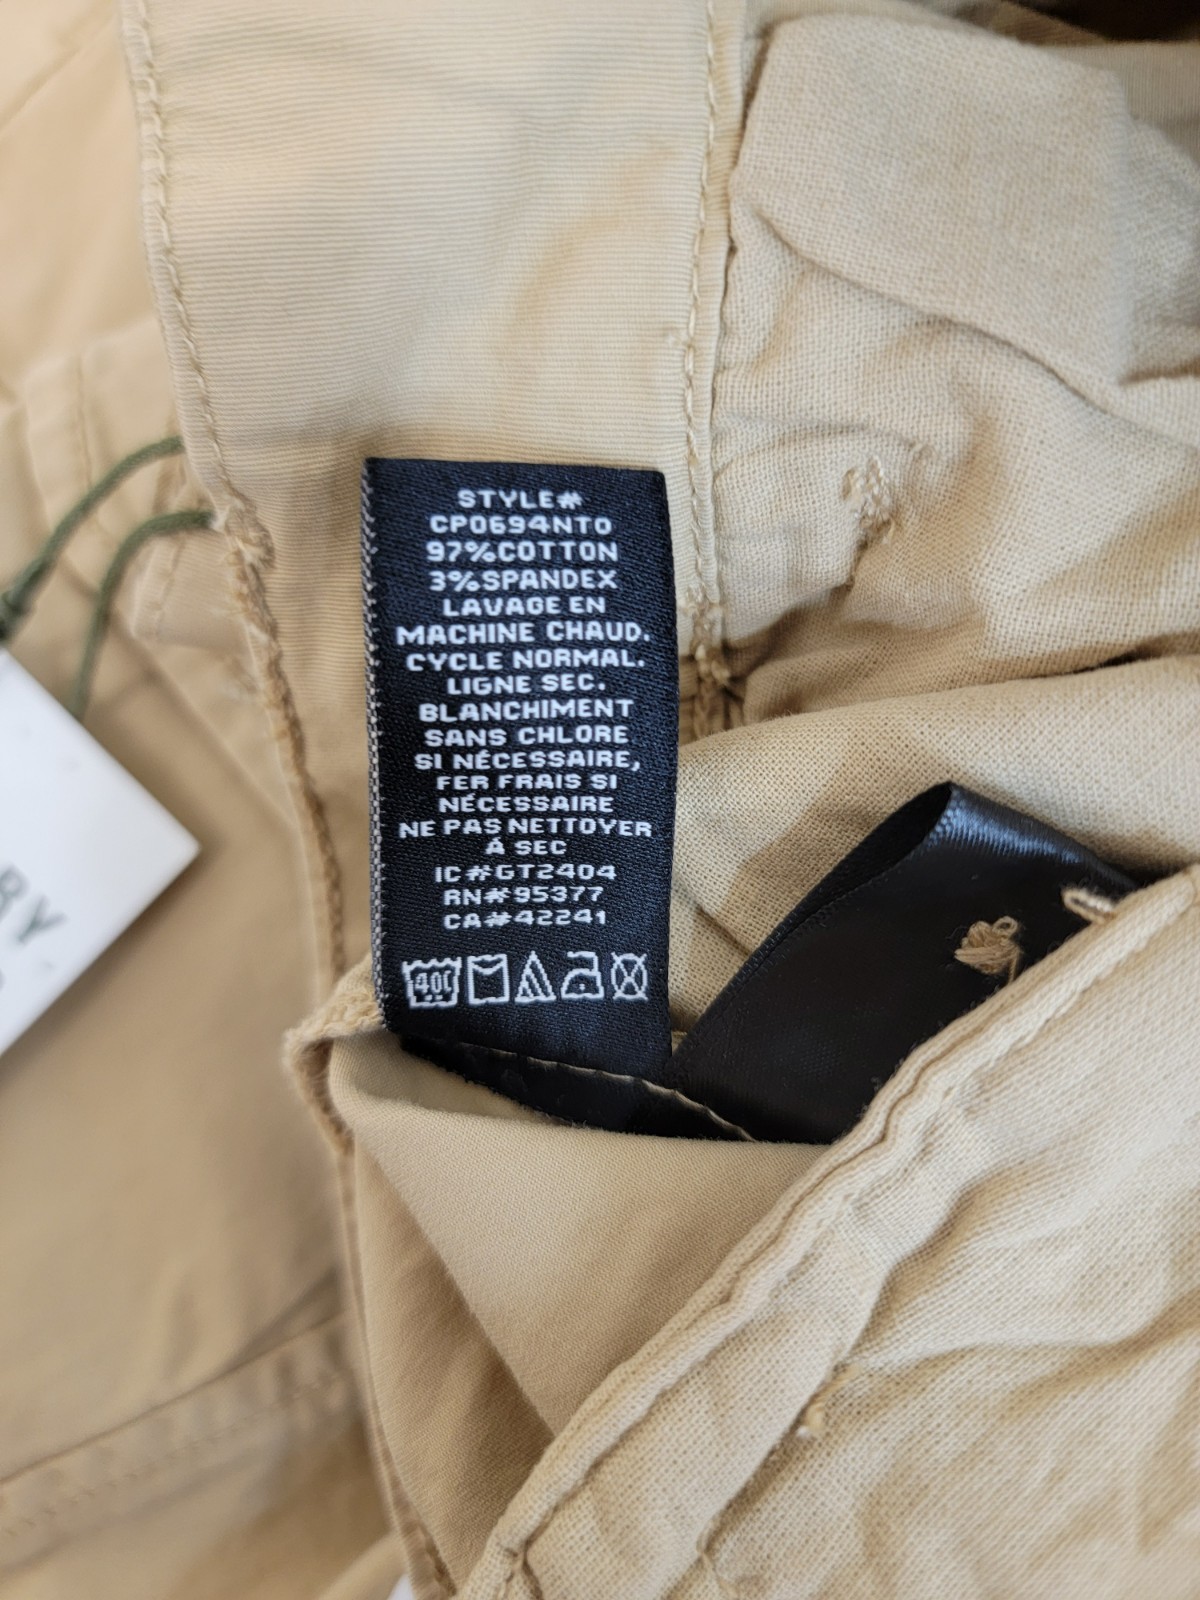 STYLE#
CP0694NTO
97%COTTON
3%SPANDEX
LAVAGE EN
MACHINE CHAUD.
CYCLE NORMAL.
LIGNE SEC.
BLANCHIMENT
SANS CHLORE
SI NÉCESSAIRE,
FER FRAIS SI
NÉCESSAIRE
NE PAS NETTOYER
À SEC
IC#GT2404
RN#95377
CA#42241
40C
RY